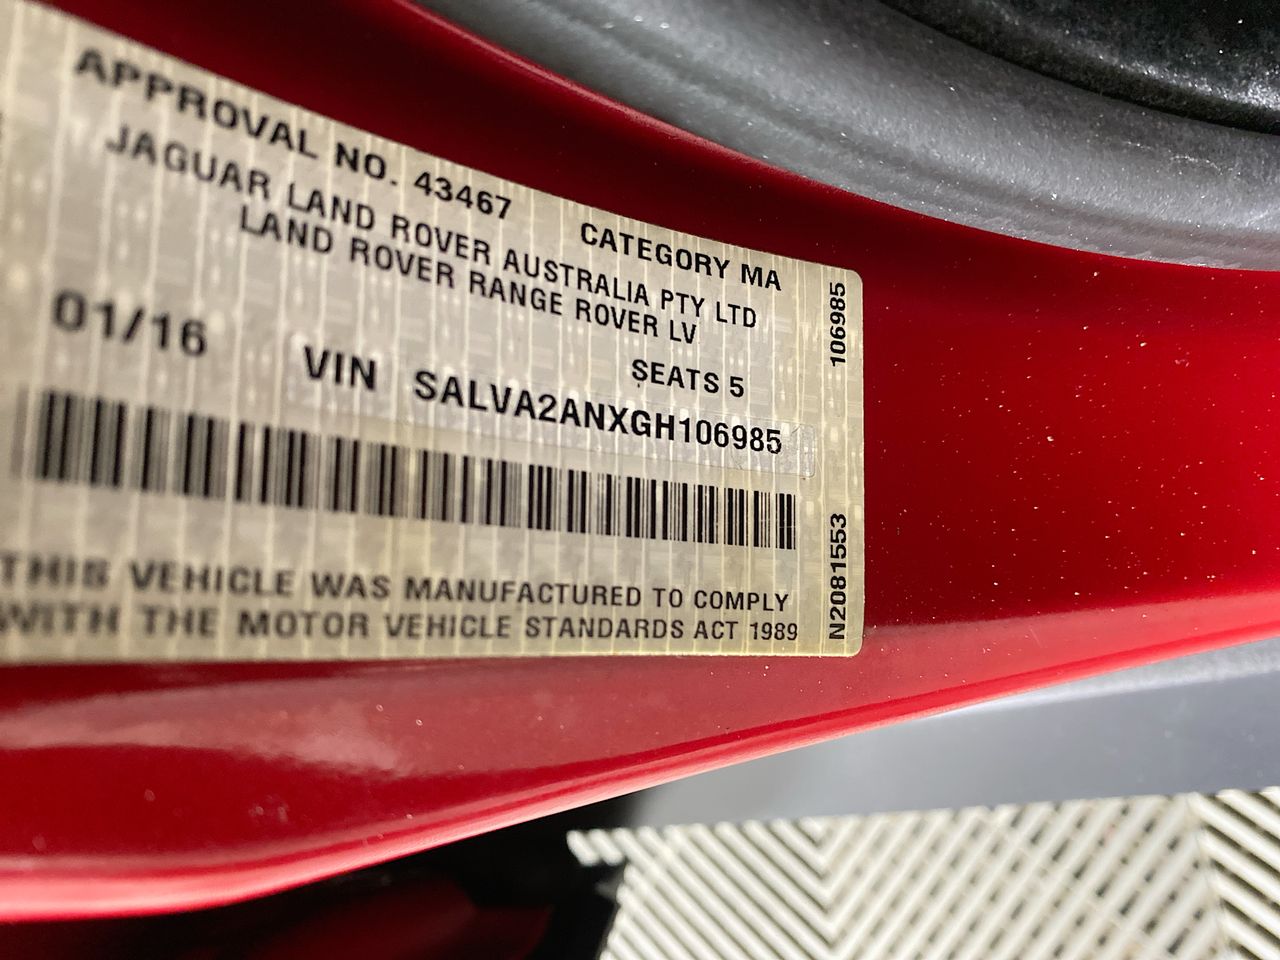 APPROVAL NO. 43467 CATEGORY MA
JAGUAR LAND ROVER AUSTRALIA PTY LTD
LAND ROVER RANGE ROVER LV
01/16 SEATS 5
VIN SALVA2ANXGH106985
THIS VEHICLE WAS MANUFACTURED TO COMPLY
WITH THE MOTOR VEHICLE STANDARDS ACT 1989
106985
N2081553